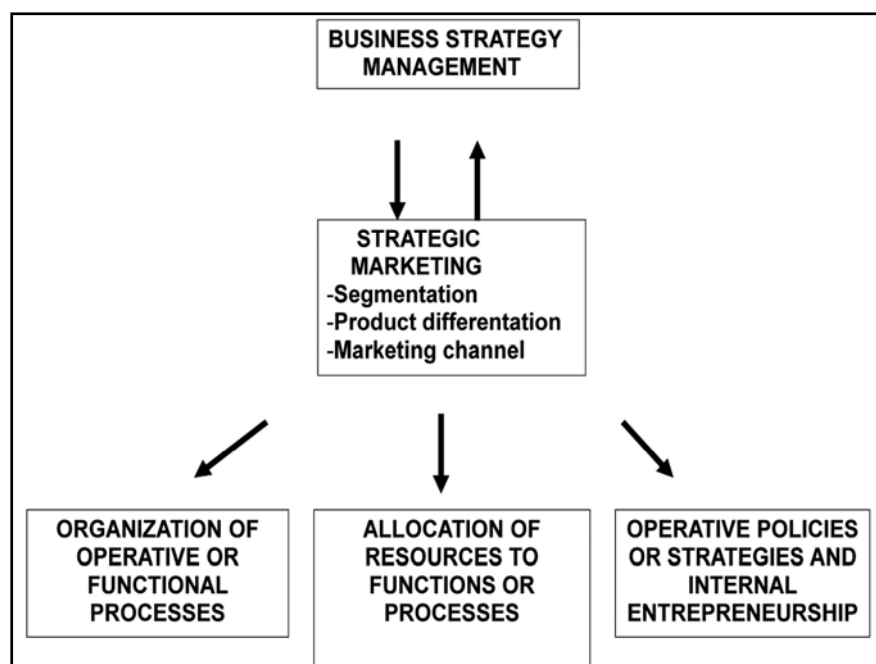 BUSINESS STRATEGY
MANAGEMENT
STRATEGIC
MARKETING
-Segmentation
-Product differentation
-Marketing channel
ORGANIZATION OF
OPERATIVE OR
FUNCTIONAL
PROCESSES
ALLOCATION OF
RESOURCES TO
FUNCTIONS OR
PROCESSES
OPERATIVE POLICIES
OR STRATEGIES AND
INTERNAL
ENTREPRENEURSHIP